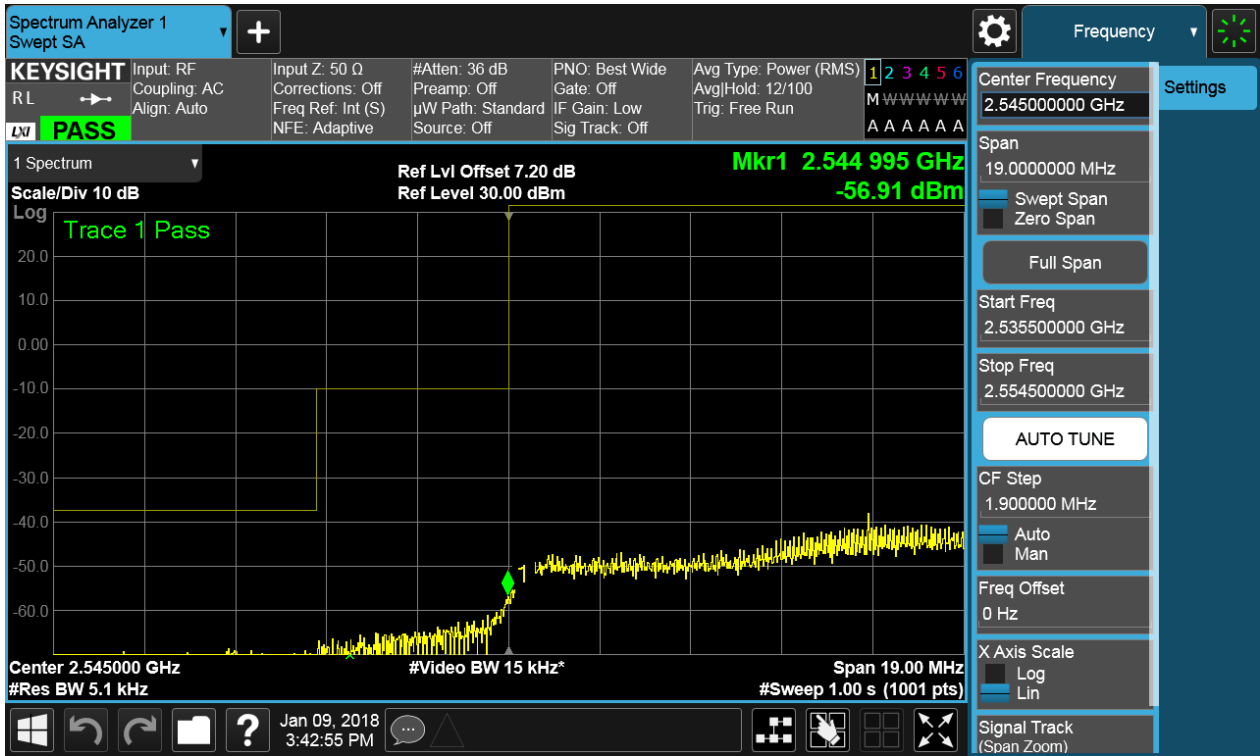 Spectrum Analyzer 1
Swept SA
+
Frequency
KEYSIGHT
R L
LXI
PASS
Input: RF
Coupling: AC
Align: Auto
Input Z: 50 Ω
Corrections: Off
Freq Ref: Int (S)
NFE: Adaptive
#Atten: 36 dB
Preamp: Off
µW Path: Standard
Source: Off
PNO: Best Wide
Gate: Off
IF Gain: Low
Sig Track: Off
Avg Type: Power (RMS)
Avg|Hold: 12/100
Trig: Free Run
1 2 3 4 5 6
M W W W W W
A A A A A A
1 Spectrum
Scale/Div 10 dB
Ref Lvl Offset 7.20 dB
Ref Level 30.00 dBm
Mkr1 2.544 995 GHz
-56.91 dBm
Log
Trace 1 Pass
20.0
10.0
0.00
-10.0
-20.0
-30.0
-40.0
-50.0
-60.0
Center 2.545000 GHz
#Video BW 15 kHz*
Span 19.00 MHz
#Res BW 5.1 kHz
#Sweep 1.00 s (1001 pts)
Center Frequency
2.545000000 GHz
Span
19.0000000 MHz
Swept Span
Zero Span
Full Span
Start Freq
2.535500000 GHz
Stop Freq
2.554500000 GHz
AUTO TUNE
CF Step
1.900000 MHz
Auto
Man
Freq Offset
0 Hz
X Axis Scale
Log
Lin
Signal Track
(Span Zoom)
Settings
?
Jan 09, 2018
3:42:55 PM